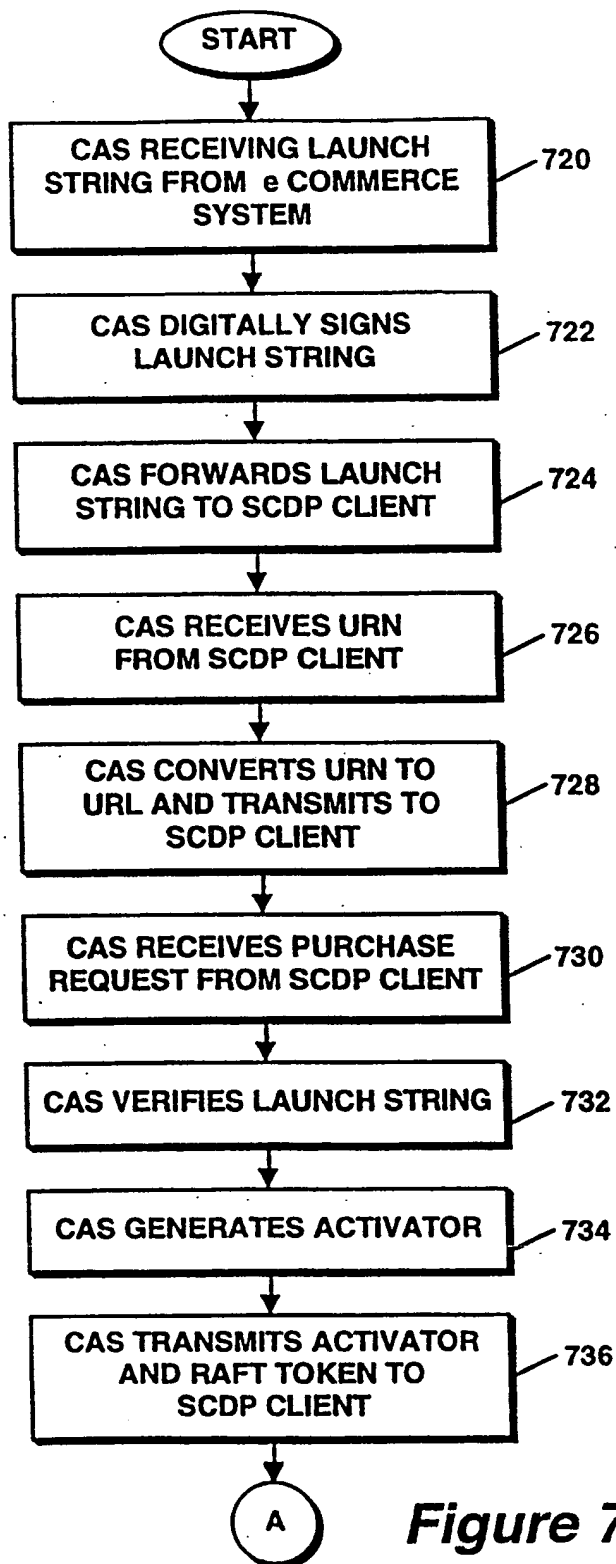 START
CAS RECEIVING LAUNCH
STRING FROM e COMMERCE
SYSTEM
720
CAS DIGITALLY SIGNS
LAUNCH STRING
722
CAS FORWARDS LAUNCH
STRING TO SCDP CLIENT
724
CAS RECEIVES URN
FROM SCDP CLIENT
726
CAS CONVERTS URN TO
URL AND TRANSMITS TO
SCDP CLIENT
728
CAS RECEIVES PURCHASE
REQUEST FROM SCDP CLIENT
730
CAS VERIFIES LAUNCH STRING
732
CAS GENERATES ACTIVATOR
734
CAS TRANSMITS ACTIVATOR
AND RAFT TOKEN TO
SCDP CLIENT
736
A
Figure 7